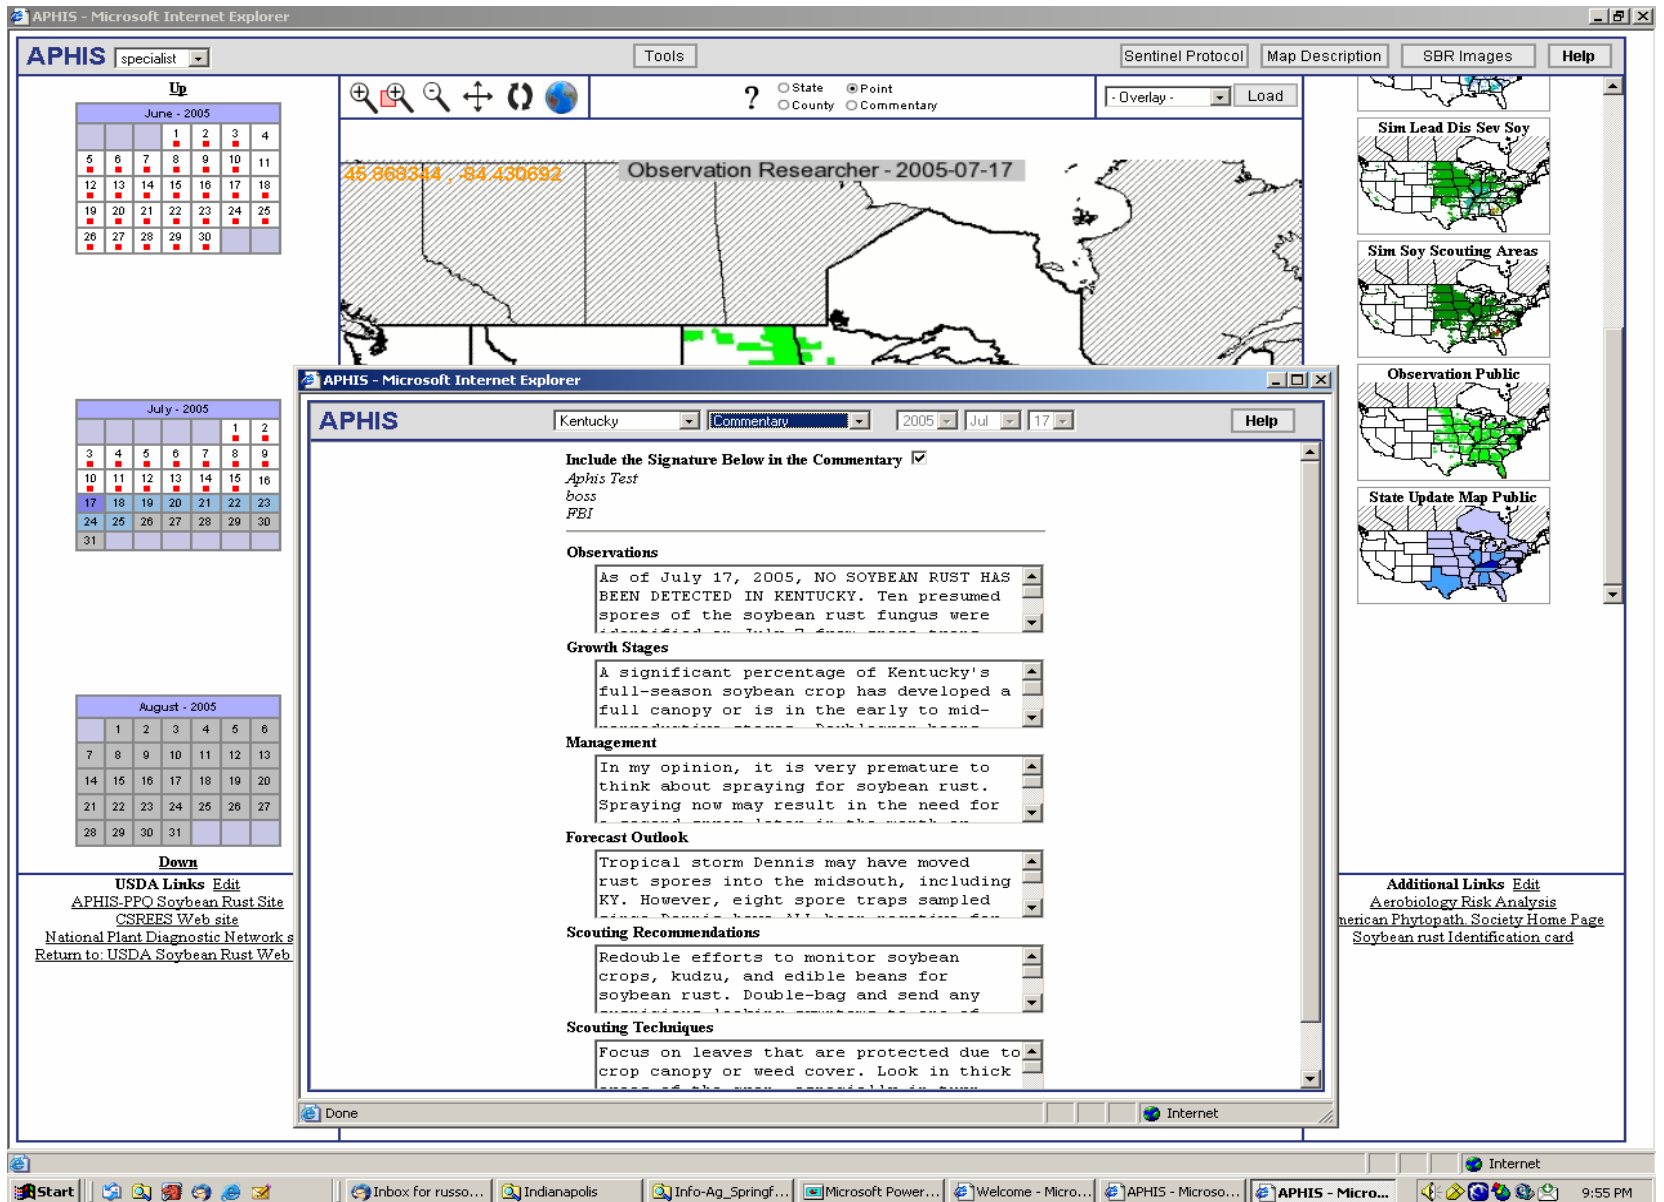 APHIS - Microsoft Internet Explorer
APHIS specialist Tools Sentinel Protocol Map Description SBR Images Help
Up
June - 2005
1 2 3 4
5 6 7 8 9 10 11
12 13 14 15 16 17 18
19 20 21 22 23 24 25
26 27 28 29 30
July - 2005
1 2
3 4 5 6 7 8 9
10 11 12 13 14 15 16
17 18 19 20 21 22 23
24 25 26 27 28 29 30
31
August - 2005
1 2 3 4 5 6
7 8 9 10 11 12 13
14 15 16 17 18 19 20
21 22 23 24 25 26 27
28 29 30 31
Down
USDA Links Edit
APHIS-PPQ Soybean Rust Site
CSREES Web site
National Plant Diagnostic Network s
Return to: USDA Soybean Rust Web
? State Point
County Commentary
- Overlay - Load
45.868344 , -84.430692
Observation Researcher - 2005-07-17
Sim Lead Dis Sev Soy
Sim Soy Scouting Areas
Observation Public
State Update Map Public
Additional Links Edit
Aerobiology Risk Analysis
merican Phytopath. Society Home Page
Soybean rust Identification card
APHIS - Microsoft Internet Explorer
APHIS Kentucky Commentary 2005 Jul 17 Help
Include the Signature Below in the Commentary
Aphis Test
boss
FBI
Observations
As of July 17, 2005, NO SOYBEAN RUST HAS
BEEN DETECTED IN KENTUCKY. Ten presumed
spores of the soybean rust fungus were
Growth Stages
A significant percentage of Kentucky's
full-season soybean crop has developed a
full canopy or is in the early to mid-
Management
In my opinion, it is very premature to
think about spraying for soybean rust.
Spraying now may result in the need for
Forecast Outlook
Tropical storm Dennis may have moved
rust spores into the midsouth, including
KY. However, eight spore traps sampled
Scouting Recommendations
Redouble efforts to monitor soybean
crops, kudzu, and edible beans for
soybean rust. Double-bag and send any
Scouting Techniques
Focus on leaves that are protected due to
crop canopy or weed cover. Look in thick
Done Internet
Internet
Start Inbox for russo... Indianapolis Info-Ag_Springf... Microsoft Power... Welcome - Micro... APHIS - Microso... APHIS - Micro... 9:55 PM